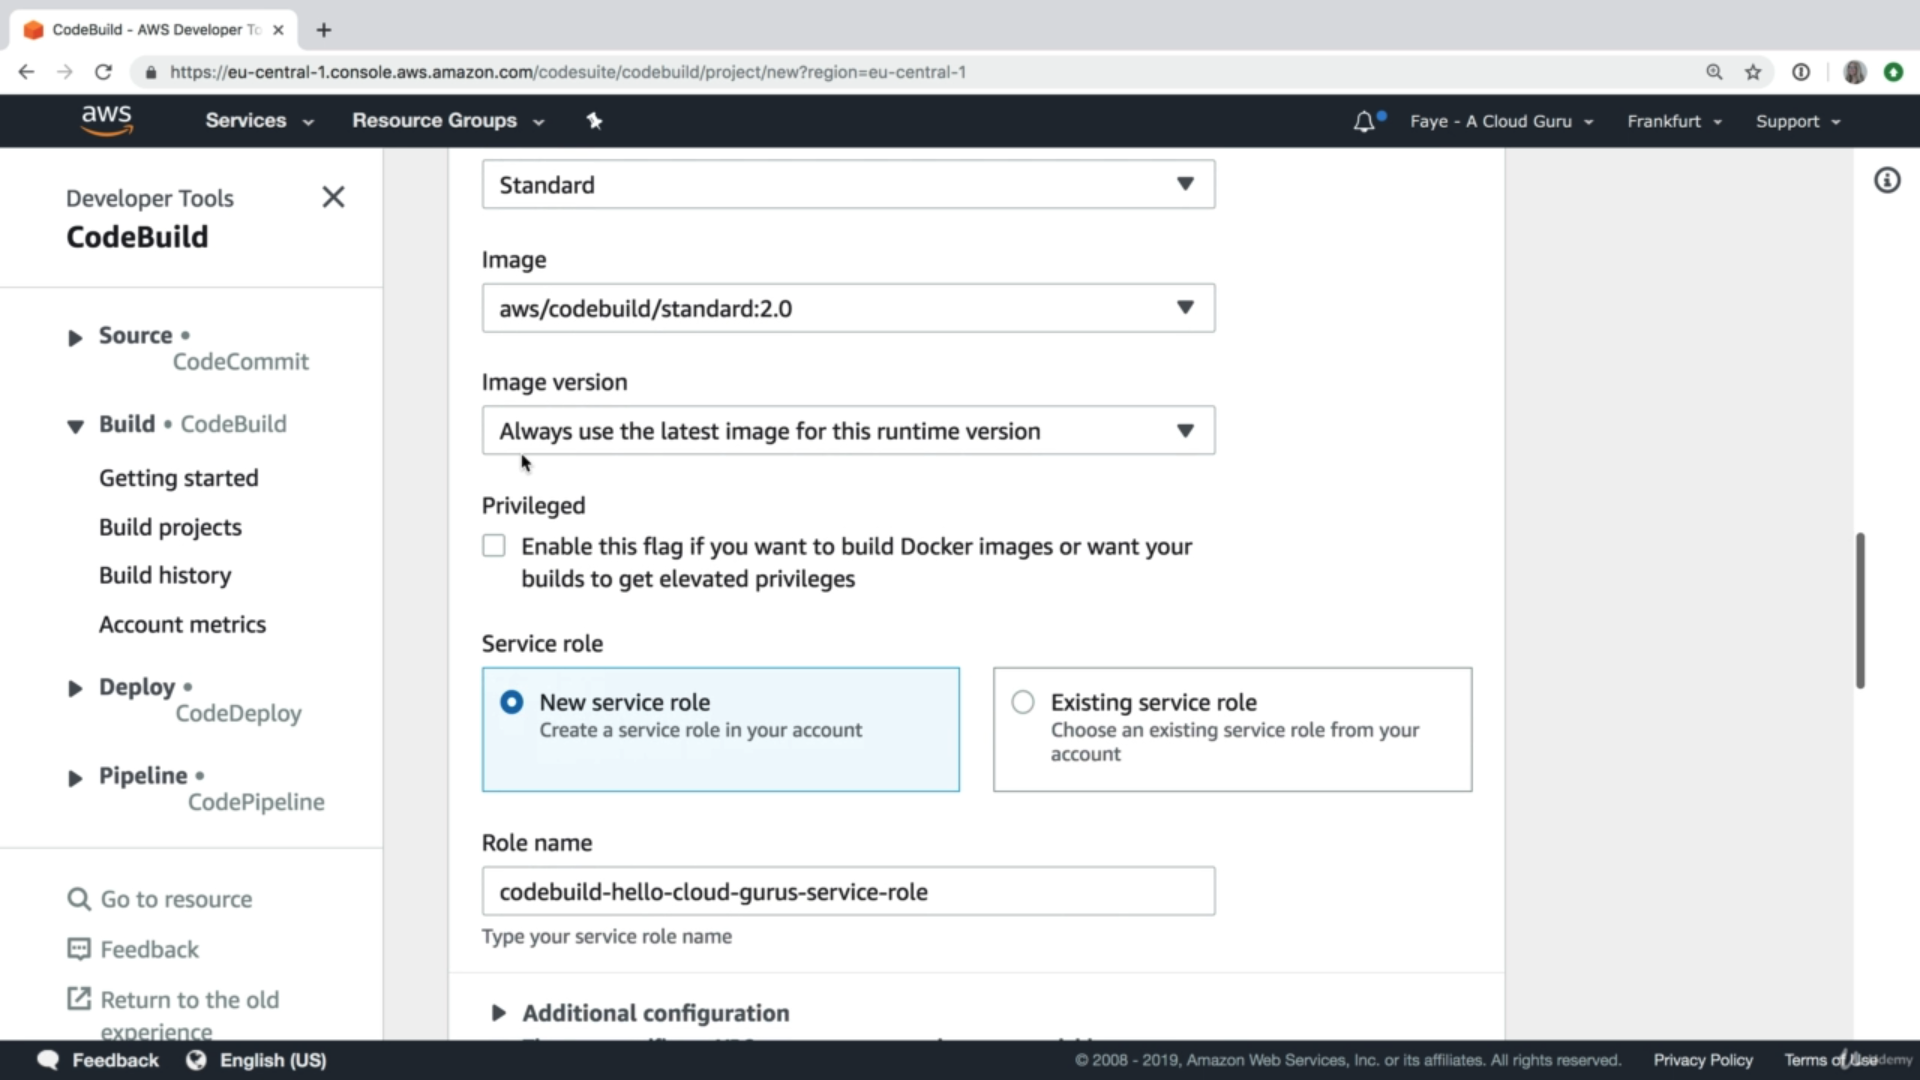 CodeBuild - AWS Developer To
https://eu-central-1.console.aws.amazon.com/codesuite/codebuild/project/new?region=eu-central-1
aws
Services
Resource Groups
Faye - A Cloud Guru
Frankfurt
Support
Developer Tools
CodeBuild
Source •
CodeCommit
Build • CodeBuild
Getting started
Build projects
Build history
Account metrics
Deploy •
CodeDeploy
Pipeline •
CodePipeline
Go to resource
Feedback
Return to the old
experience
Standard
Image
aws/codebuild/standard:2.0
Image version
Always use the latest image for this runtime version
Privileged
Enable this flag if you want to build Docker images or want your
builds to get elevated privileges
Service role
New service role
Create a service role in your account
Existing service role
Choose an existing service role from your
account
Role name
codebuild-hello-cloud-gurus-service-role
Type your service role name
Additional configuration
Feedback
English (US)
© 2008 - 2019, Amazon Web Services, Inc. or its affiliates. All rights reserved.
Privacy Policy
Terms of Use